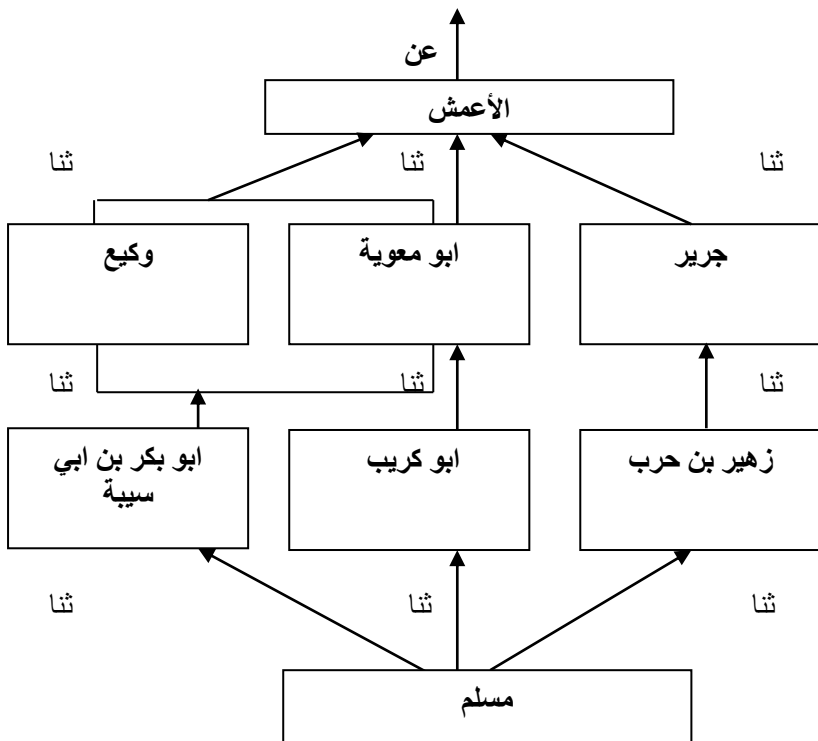 عن
الأعمش
ثنا ثنا ثنا
جرير ابو معوية وكيع
ثنا ثنا ثنا
زهير بن حرب ابو كريب ابو بكر بن ابي
سيبة
ثنا ثنا ثنا
مسلم